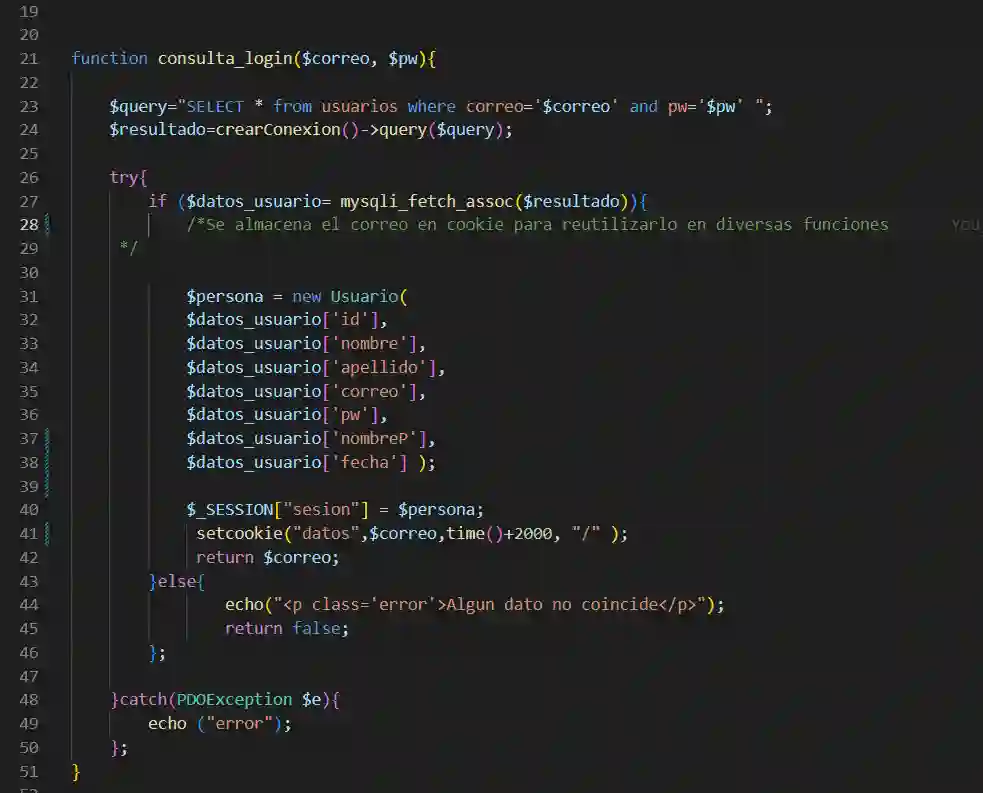 19
20
21 function consulta_login($correo, $pw){
22
23 $query="SELECT * from usuarios where correo='$correo' and pw='$pw' ";
24 $resultado=crearConexion()->query($query);
25
26 try{
27 if ($datos_usuario= mysqli_fetch_assoc($resultado)){
28 /*Se almacena el correo en cookie para reutilizarlo en diversas funciones You
29 */
30
31 $persona = new Usuario(
32 $datos_usuario['id'],
33 $datos_usuario['nombre'],
34 $datos_usuario['apellido'],
35 $datos_usuario['correo'],
36 $datos_usuario['pw'],
37 $datos_usuario['nombreP'],
38 $datos_usuario['fecha'] );
39
40 $_SESSION["sesion"] = $persona;
41 setcookie("datos",$correo,time()+2000, "/" );
42 return $correo;
43 }else{
44 echo("<p class='error'>Algun dato no coincide</p>");
45 return false;
46 };
47
48 }catch(PDOException $e){
49 echo ("error");
50 };
51 }